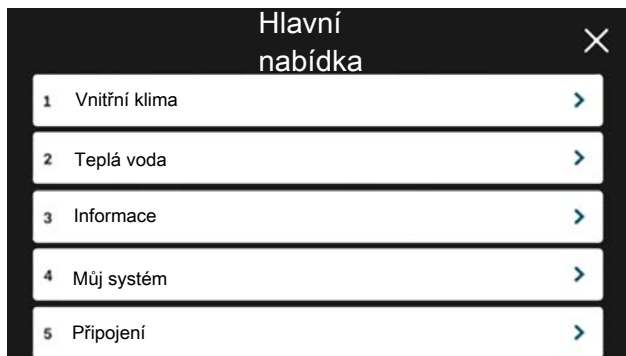 Hlavní
nabídka
1 Vnitřní klima
2 Teplá voda
3 Informace
4 Můj systém
5 Připojení